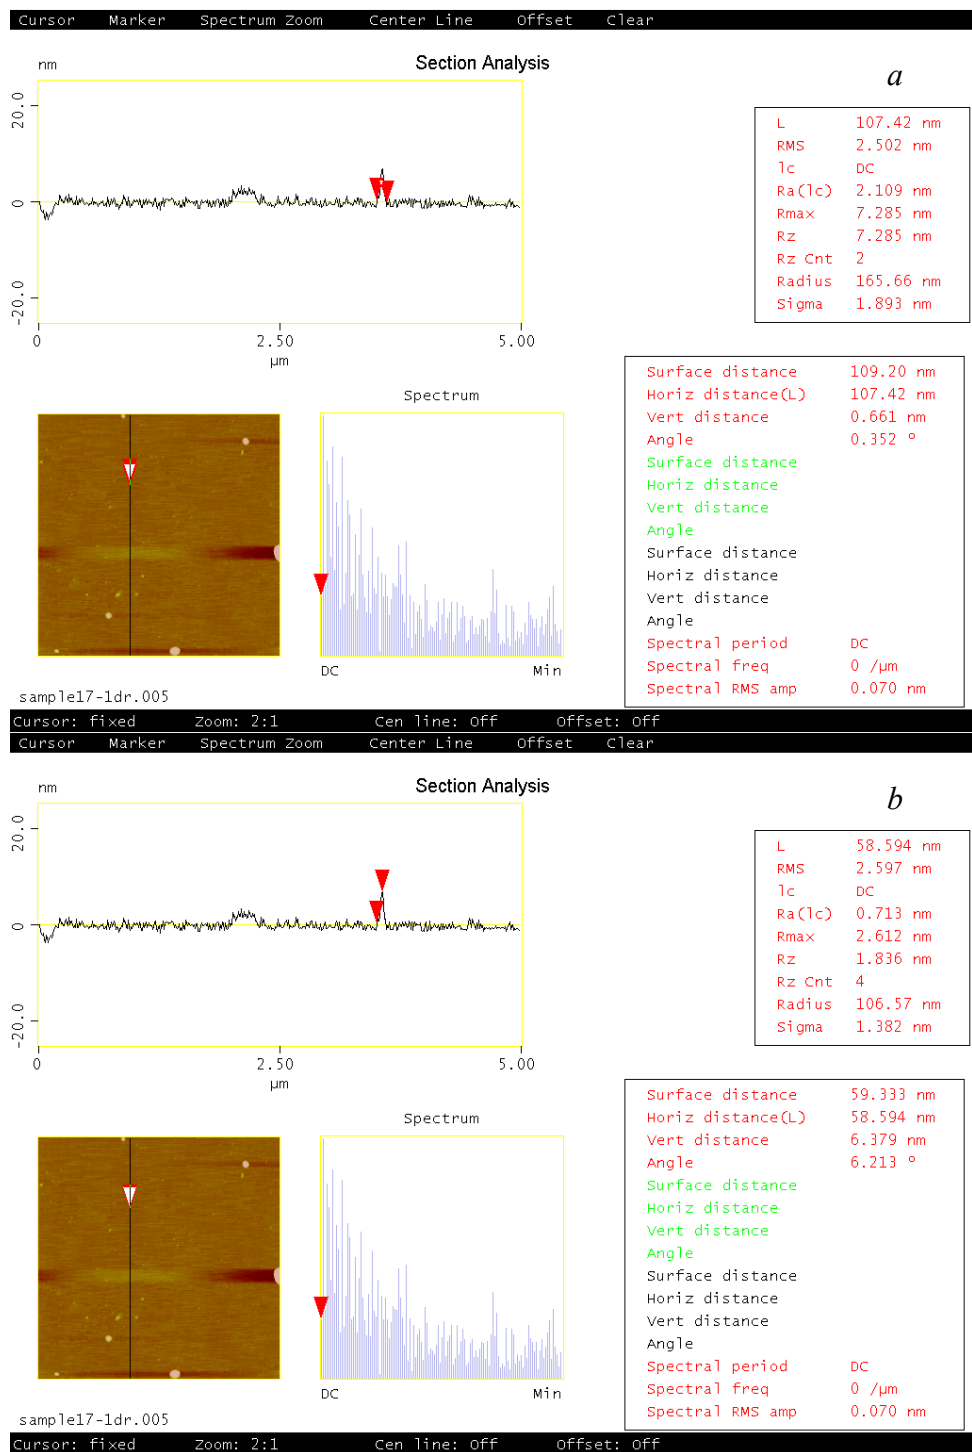 Cursor Marker Spectrum Zoom Center Line Offset Clear
nm Section Analysis a
20.0
0
-20.0
0 2.50 5.00
µm
L 107.42 nm
RMS 2.502 nm
lc DC
Ra(lc) 2.109 nm
Rmax 7.285 nm
Rz 7.285 nm
Rz Cnt 2
Radius 165.66 nm
Sigma 1.893 nm
Surface distance 109.20 nm
Horiz distance(L) 107.42 nm
Vert distance 0.661 nm
Angle 0.352 °
Surface distance
Horiz distance
Vert distance
Angle
Surface distance
Horiz distance
Vert distance
Angle
Spectral period DC
Spectral freq 0 /µm
Spectral RMS amp 0.070 nm
Spectrum
DC Min
sample17-1dr.005
Cursor: fixed Zoom: 2:1 Cen line: Off Offset: Off
Cursor Marker Spectrum Zoom Center Line Offset Clear
nm Section Analysis b
20.0
0
-20.0
0 2.50 5.00
µm
L 58.594 nm
RMS 2.597 nm
lc DC
Ra(lc) 0.713 nm
Rmax 2.612 nm
Rz 1.836 nm
Rz Cnt 4
Radius 106.57 nm
Sigma 1.382 nm
Surface distance 59.333 nm
Horiz distance(L) 58.594 nm
Vert distance 6.379 nm
Angle 6.213 °
Surface distance
Horiz distance
Vert distance
Angle
Surface distance
Horiz distance
Vert distance
Angle
Spectral period DC
Spectral freq 0 /µm
Spectral RMS amp 0.070 nm
Spectrum
DC Min
sample17-1dr.005
Cursor: fixed Zoom: 2:1 Cen line: Off Offset: Off